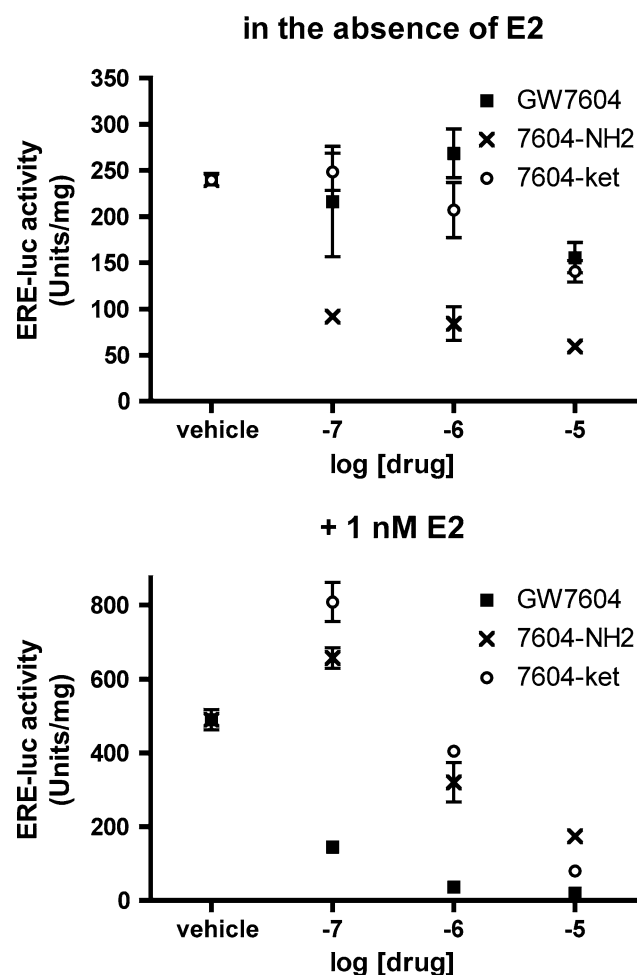 in the absence of E2
ERE-luc activity
(Units/mg)
350
300
250
200
150
100
50
0
GW7604
7604-NH2
7604-ket
vehicle -7 -6 -5
log [drug]
+ 1 nM E2
ERE-luc activity
(Units/mg)
800
600
400
200
0
GW7604
7604-NH2
7604-ket
vehicle -7 -6 -5
log [drug]